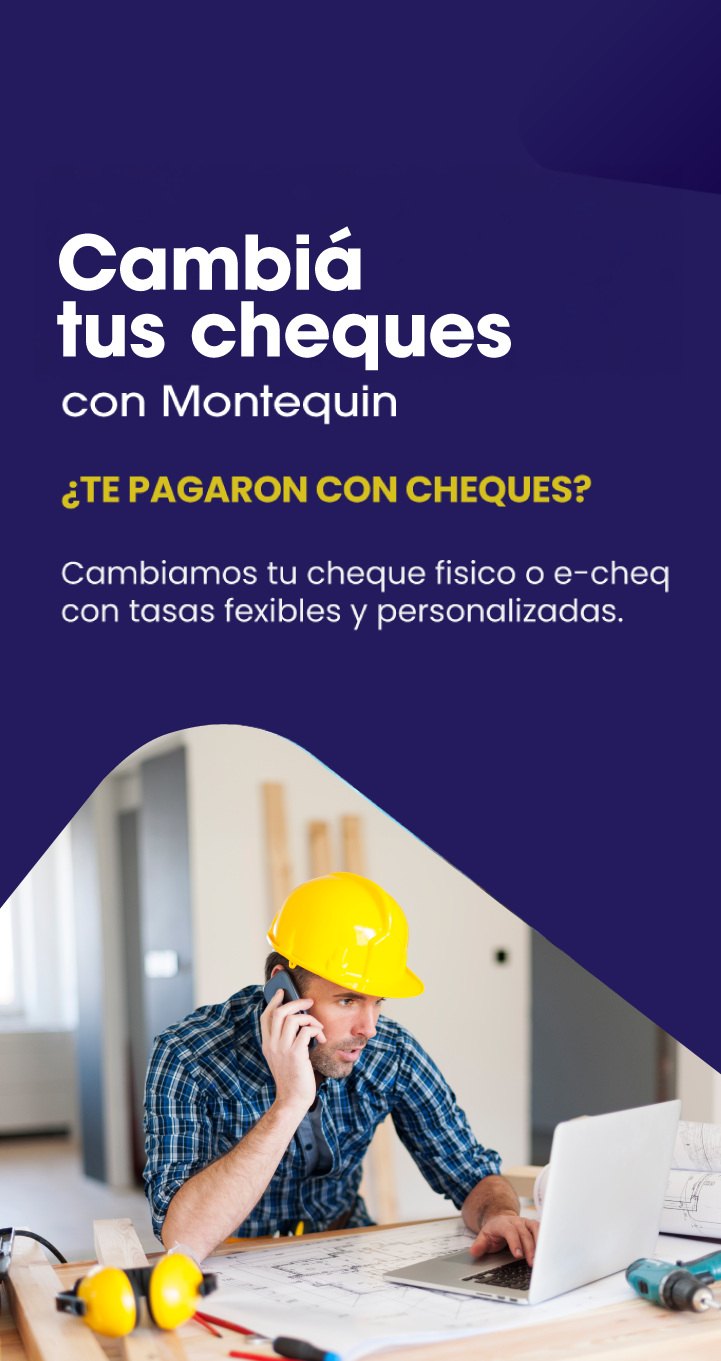 Cambiá
tus cheques
con Montequin
¿TE PAGARON CON CHEQUES?
Cambiamos tu cheque fisico o e-cheq
con tasas fexibles y personalizadas.